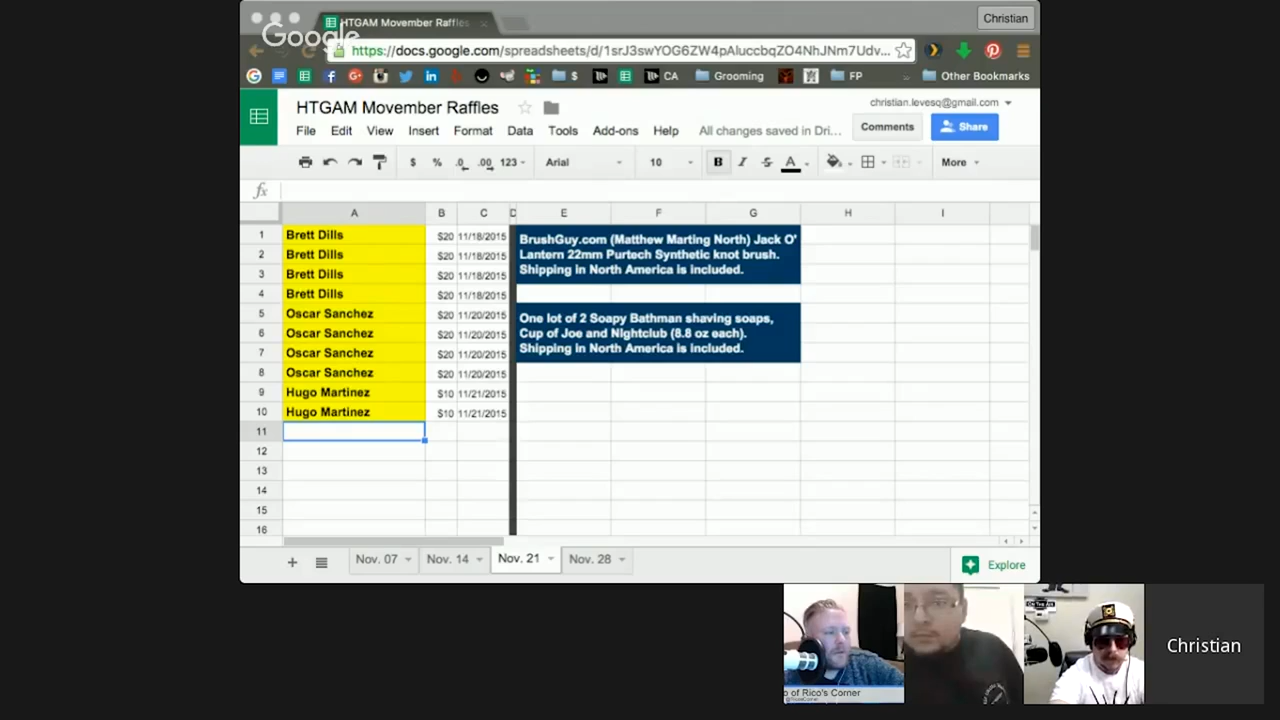 HTGAM Movember Raffles
Christian
Google
https://docs.google.com/spreadsheets/d/1srJ3swYOG6ZW4pAluccbqZO4NhJNm7Udv...
$
CA
Grooming
FP
Other Bookmarks
HTGAM Movember Raffles
christian.levesq@gmail.com
File Edit View Insert Format Data Tools Add-ons Help All changes saved in Dri...
Comments
Share
$ % .0 .00 123 Arial 10 B I S A More
fx
A B C D E F G H I
1 Brett Dills $20 11/18/2015
2 Brett Dills $20 11/18/2015
3 Brett Dills $20 11/18/2015
4 Brett Dills $20 11/18/2015
5 Oscar Sanchez $20 11/20/2015
6 Oscar Sanchez $20 11/20/2015
7 Oscar Sanchez $20 11/20/2015
8 Oscar Sanchez $20 11/20/2015
9 Hugo Martinez $10 11/21/2015
10 Hugo Martinez $10 11/21/2015
11
12
13
14
15
16
BrushGuy.com (Matthew Marting North) Jack O'
Lantern 22mm Purtech Synthetic knot brush.
Shipping in North America is included.
One lot of 2 Soapy Bathman shaving soaps,
Cup of Joe and Nightclub (8.8 oz each).
Shipping in North America is included.
+ Nov. 07 Nov. 14 Nov. 21 Nov. 28
Explore
o of Rico's Corner
ON THE AIR
Christian